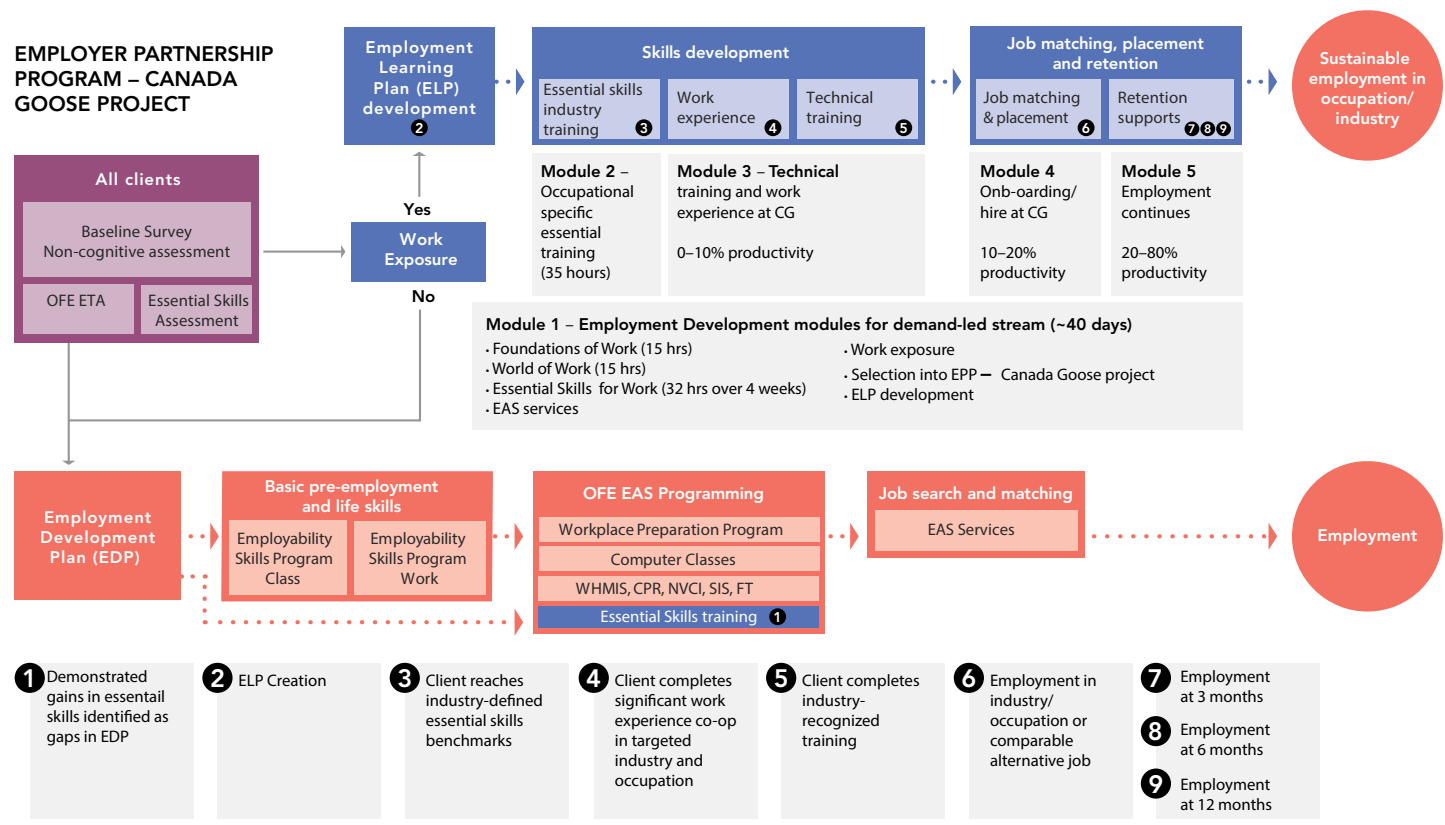 EMPLOYER PARTNERSHIP
PROGRAM – CANADA
GOOSE PROJECT
All clients
Baseline Survey
Non-cognitive assessment
OFE ETA
Essential Skills
Assessment
Employment
Learning
Plan (ELP)
development
2
Yes
Work
Exposure
No
Skills development
Essential skills
industry
training 3
Work
experience 4
Technical
training 5
Job matching, placement
and retention
Job matching
& placement 6
Retention
supports 7 8 9
Sustainable
employment in
occupation/
industry
Module 2 –
Occupational
specific
essential
training
(35 hours)
Module 3 – Technical
training and work
experience at CG
0–10% productivity
Module 4
Onb-oarding/
hire at CG
10–20%
productivity
Module 5
Employment
continues
20–80%
productivity
Module 1 – Employment Development modules for demand-led stream (~40 days)
· Foundations of Work (15 hrs)
· World of Work (15 hrs)
· Essential Skills for Work (32 hrs over 4 weeks)
· EAS services
· Work exposure
· Selection into EPP – Canada Goose project
· ELP development
Employment
Development
Plan (EDP)
Basic pre-employment
and life skills
Employability
Skills Program
Class
Employability
Skills Program
Work
OFE EAS Programming
Workplace Preparation Program
Computer Classes
WHMIS, CPR, NVCI, SIS, FT
Essential Skills training 1
Job search and matching
EAS Services
Employment
1 Demonstrated
gains in essentail
skills identified as
gaps in EDP
2 ELP Creation
3 Client reaches
industry-defined
essential skills
benchmarks
4 Client completes
significant work
experience co-op
in targeted
industry and
occupation
5 Client completes
industry-
recognized
training
6 Employment in
industry/
occupation or
comparable
alternative job
7 Employment
at 3 months
8 Employment
at 6 months
9 Employment
at 12 months